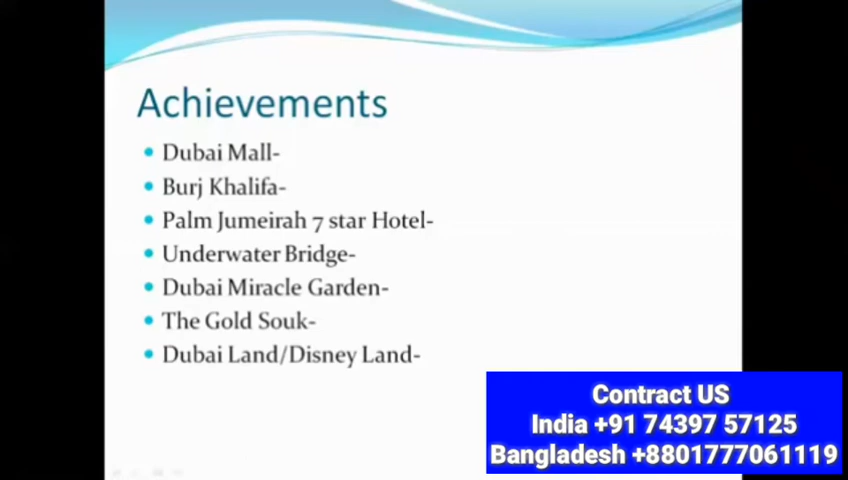 Achievements
Dubai Mall-
Burj Khalifa-
Palm Jumeirah 7 star Hotel-
Underwater Bridge-
Dubai Miracle Garden-
The Gold Souk-
Dubai Land/Disney Land-
Contract US
India +91 74397 57125
Bangladesh +8801777061119